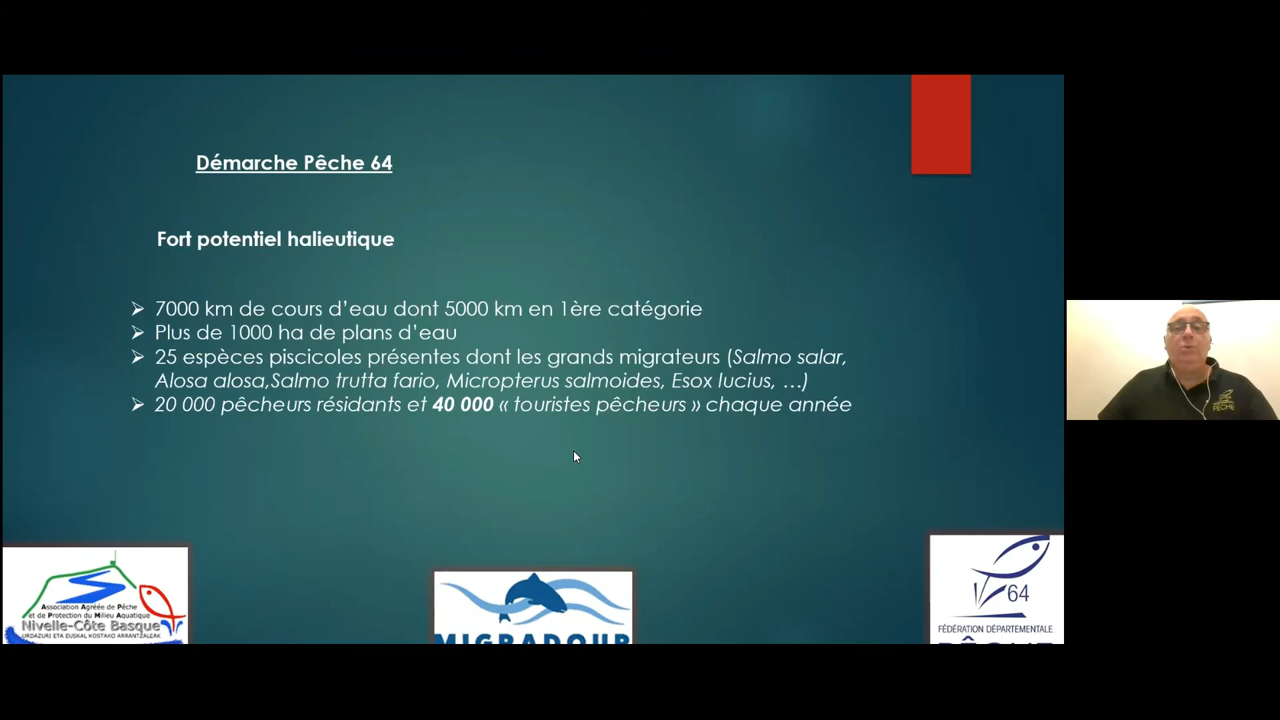 Démarche Pêche 64
Fort potentiel halieutique
➢ 7000 km de cours d’eau dont 5000 km en 1ère catégorie
➢ Plus de 1000 ha de plans d’eau
➢ 25 espèces piscicoles présentes dont les grands migrateurs (Salmo salar,
Alosa alosa,Salmo trutta fario, Micropterus salmoides, Esox lucius, …)
➢ 20 000 pêcheurs résidants et 40 000 « touristes pêcheurs » chaque année
Association Agréée de Pêche
et de Protection du Milieu Aquatique
Nivelle-Côte Basque
URDAZURI ETA EUSKAL KOSTAKO ARRANTZALEAK
MIGRADOUR
64
FÉDÉRATION DÉPARTEMENTALE
PÊCHE
PÊCHE